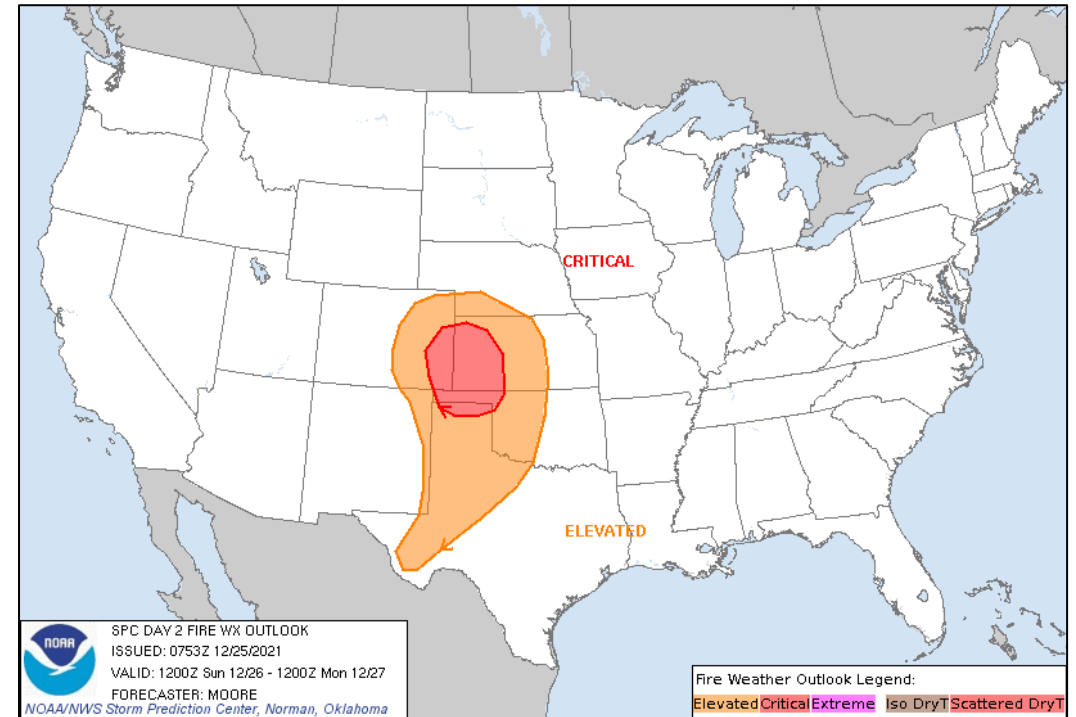 CRITICAL
ELEVATED
NOAA
SPC DAY 2 FIRE WX OUTLOOK
ISSUED: 0753Z 12/25/2021
VALID: 1200Z Sun 12/26 - 1200Z Mon 12/27
FORECASTER: MOORE
NOAA/NWS Storm Prediction Center, Norman, Oklahoma
Fire Weather Outlook Legend:
Elevated Critical Extreme Iso DryT Scattered DryT